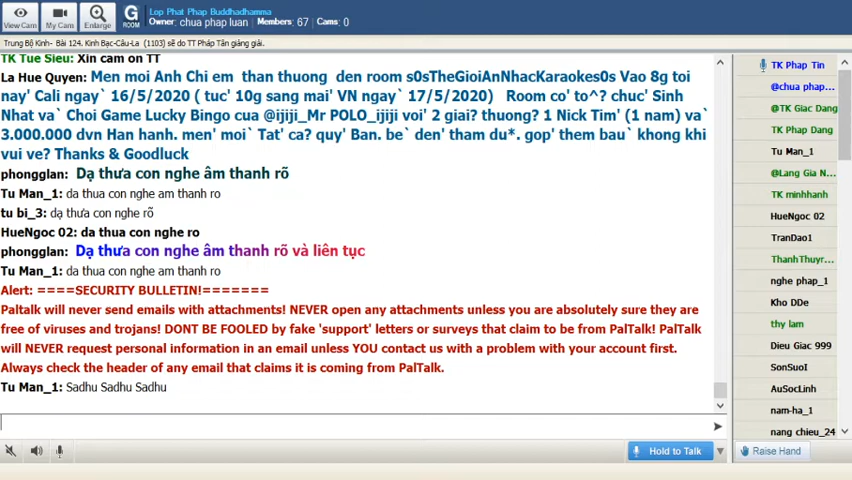 View Cam
My Cam
Enlarge
G
ROOM
Lop Phat Phap Buddhadhamma
Owner: chua phap luan Members: 67 Cams: 0
Trung Bộ Kinh- Bài 124. Kinh Bạc-Câu-La (1103) sẽ do TT Pháp Tân giảng giải.
TK Tue Sieu: Xin cam on TT
La Hue Quyen: Men moi Anh Chi em than thuong den room s0sTheGioiAnNhacKaraokes0s Vao 8g toi
nay' Cali ngay` 16/5/2020 ( tuc' 10g sang mai' VN ngay` 17/5/2020) Room co' to^? chuc' Sinh
Nhat va` Choi Game Lucky Bingo cua @ijiji_Mr POLO_ijiji voi' 2 giai? thuong? 1 Nick Tim' (1 nam) va`
3.000.000 dvn Han hanh. men' moi` Tat' ca? quy' Ban. be` den' tham du*. gop' them bau` khong khi
vui ve? Thanks & Goodluck
phongglan: Dạ thưa con nghe âm thanh rõ
Tu Man_1: da thua con nghe am thanh ro
tu bi_3: dạ thưa con nghe rõ
HueNgoc 02: da thua con nghe ro
phongglan: Dạ thưa con nghe âm thanh rõ và liên tục
Tu Man_1: da thua con nghe am thanh ro
Alert: ====SECURITY BULLETIN!=======
Paltalk will never send emails with attachments! NEVER open any attachments unless you are absolutely sure they are
free of viruses and trojans! DONT BE FOOLED by fake 'support' letters or surveys that claim to be from PalTalk! PalTalk
will NEVER request personal information in an email unless YOU contact us with a problem with your account first.
Always check the header of any email that claims it is coming from PalTalk.
Tu Man_1: Sadhu Sadhu Sadhu
Hold to Talk
TK Phap Tin
@chua phap...
@TK Giac Dang
TK Phap Dang
Tu Man_1
@Lang Gia N...
TK minhhanh
HueNgoc 02
TranDao1
ThanhThuyr...
nghe phap_1
Kho DDe
thy lam
Dieu Giac 999
SonSuoI
AuSocLinh
nam-ha_1
nang chieu_24
Raise Hand